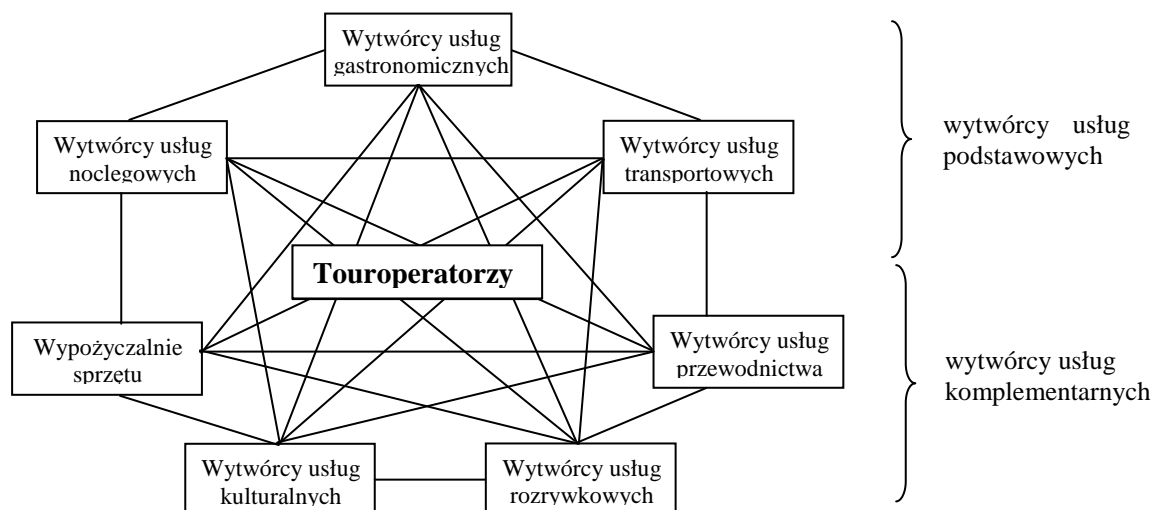 Wytwórcy usług
gastronomicznych
Wytwórcy usług
noclegowych
Wytwórcy usług
transportowych
wytwórcy usług
podstawowych
Touroperatorzy
Wypożyczalnie
sprzętu
Wytwórcy usług
przewodnictwa
wytwórcy usług
komplementarnych
Wytwórcy usług
kulturalnych
Wytwórcy usług
rozrywkowych